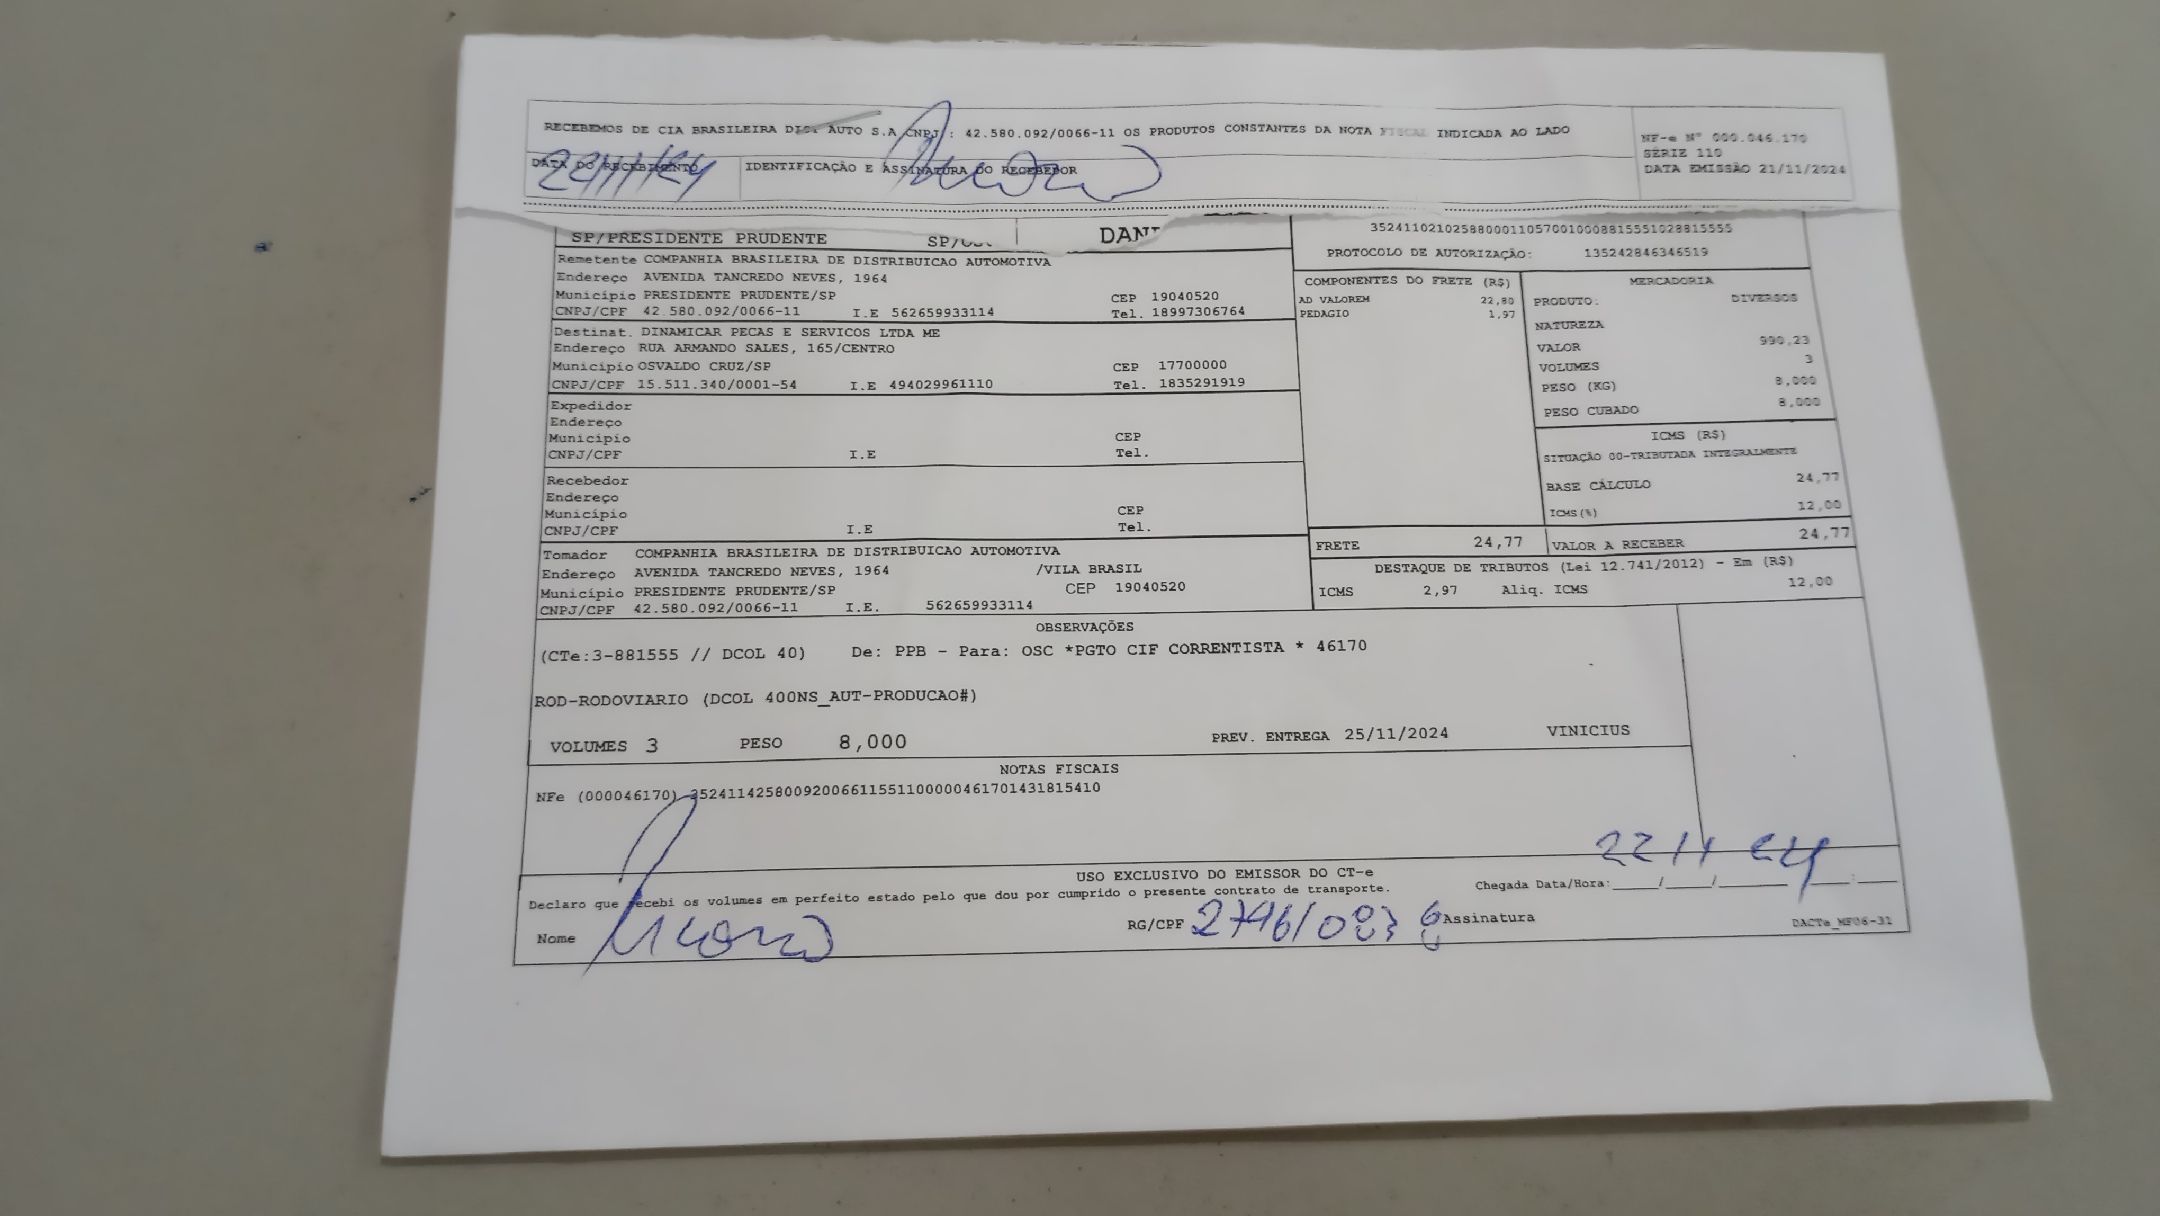 RECEBEMOS DE CIA BRASILEIRA DIST AUTO S.A CNPJ : 42.580.092/0066-11 OS PRODUTOS CONSTANTES DA NOTA FISCAL INDICADA AO LADO
NF-e Nº 000.046.170
SÉRIE 110
DATA EMISSÃO 21/11/2024
DATA DO RECEBIMENTO
22/11/24
IDENTIFICAÇÃO E ASSINATURA DO RECEBEDOR
SP/PRESIDENTE PRUDENTE SP/
DAN
35241102102588000110570010008815551028815555
PROTOCOLO DE AUTORIZAÇÃO: 135242846346519
Remetente COMPANHIA BRASILEIRA DE DISTRIBUICAO AUTOMOTIVA
Endereço AVENIDA TANCREDO NEVES, 1964
Município PRESIDENTE PRUDENTE/SP CEP 19040520
CNPJ/CPF 42.580.092/0066-11 I.E 562659933114 Tel. 18997306764
Destinat. DINAMICAR PECAS E SERVICOS LTDA ME
Endereço RUA ARMANDO SALES, 165/CENTRO
Município OSVALDO CRUZ/SP CEP 17700000
CNPJ/CPF 15.511.340/0001-54 I.E 494029961110 Tel. 1835291919
Expedidor
Endereço
Município CEP
CNPJ/CPF I.E Tel.
Recebedor
Endereço
Município CEP
CNPJ/CPF I.E Tel.
Tomador COMPANHIA BRASILEIRA DE DISTRIBUICAO AUTOMOTIVA
Endereço AVENIDA TANCREDO NEVES, 1964 /VILA BRASIL
Município PRESIDENTE PRUDENTE/SP CEP 19040520
CNPJ/CPF 42.580.092/0066-11 I.E. 562659933114
COMPONENTES DO FRETE (R$)
AD VALOREM 22,80
PEDAGIO 1,97
MERCADORIA
PRODUTO: DIVERSOS
NATUREZA
VALOR 990,23
VOLUMES 3
PESO (KG) 8,000
PESO CUBADO 8,000
ICMS (R$)
SITUAÇÃO 00-TRIBUTADA INTEGRALMENTE
BASE CÁLCULO 24,77
ICMS(%) 12,00
FRETE 24,77 VALOR A RECEBER 24,77
DESTAQUE DE TRIBUTOS (Lei 12.741/2012) - Em (R$)
ICMS 2,97 Aliq. ICMS 12,00
OBSERVAÇÕES
(CTe:3-881555 // DCOL 40) De: PPB - Para: OSC *PGTO CIF CORRENTISTA * 46170
ROD-RODOVIARIO (DCOL 400NS_AUT-PRODUCAO#)
VOLUMES 3 PESO 8,000 PREV. ENTREGA 25/11/2024 VINICIUS
NOTAS FISCAIS
NFe (000046170) 35241142580092006611551100000461701431815410
USO EXCLUSIVO DO EMISSOR DO CT-e
Declaro que recebi os volumes em perfeito estado pelo que dou por cumprido o presente contrato de transporte.
Chegada Data/Hora:____/____/______ ____:____
22 11 24
Nome
RG/CPF
Assinatura
DACTe_MF06-32